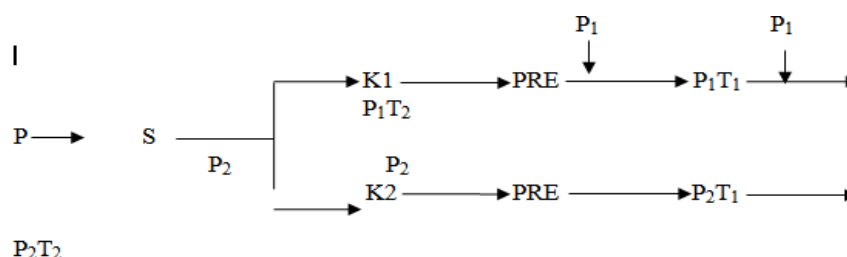 P₁ P₁
I
K1 PRE P₁T₁
P₁T₂
P S
P₂ P₂
K2 PRE P₂T₁
P₂T₂